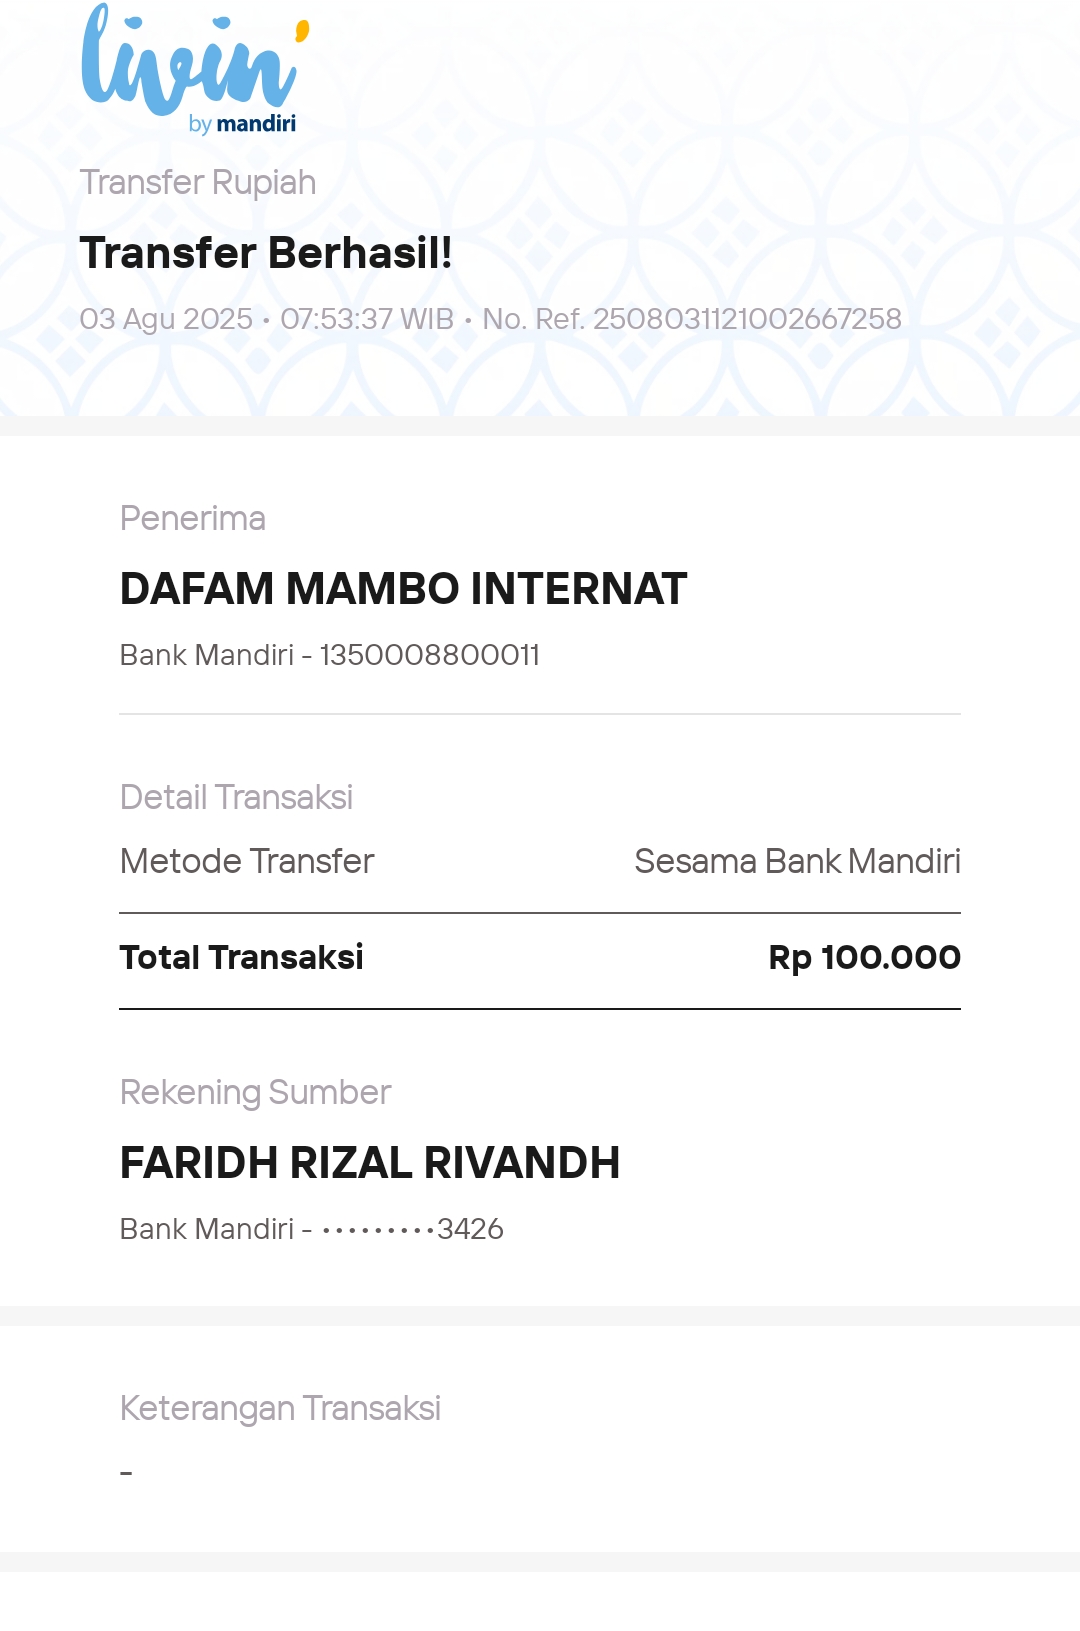 livin'
by mandiri
Transfer Rupiah
Transfer Berhasil!
03 Agu 2025 • 07:53:37 WIB • No. Ref. 2508031121002667258
Penerima
DAFAM MAMBO INTERNAT
Bank Mandiri - 1350008800011
Detail Transaksi
Metode Transfer Sesama Bank Mandiri
Total Transaksi Rp 100.000
Rekening Sumber
FARIDH RIZAL RIVANDH
Bank Mandiri - •••••••••3426
Keterangan Transaksi
-